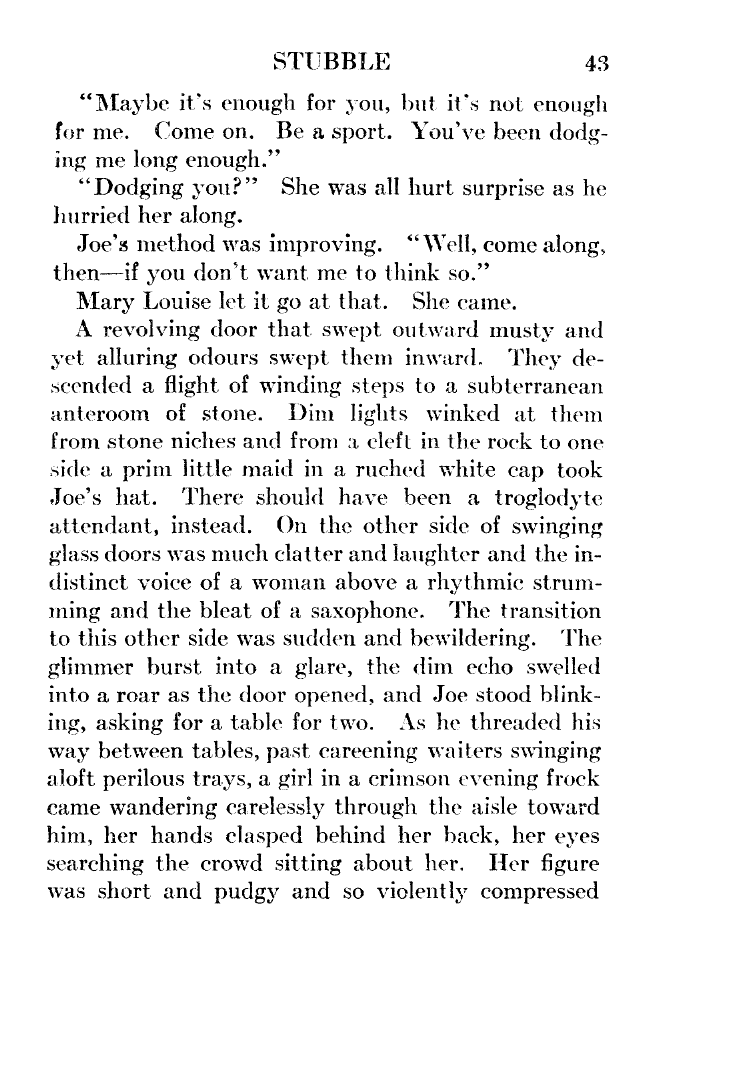 STUBBLE 43
“Maybe it's enough for you, but it's not enough
for me. Come on. Be a sport. You've been dodg-
ing me long enough.”
“Dodging you?” She was all hurt surprise as he
hurried her along.
Joe's method was improving. “Well, come along,
then—if you don't want me to think so.”
Mary Louise let it go at that. She came.
A revolving door that swept outward musty and
yet alluring odours swept them inward. They de-
scended a flight of winding steps to a subterranean
anteroom of stone. Dim lights winked at them
from stone niches and from a cleft in the rock to one
side a prim little maid in a ruched white cap took
Joe's hat. There should have been a troglodyte
attendant, instead. On the other side of swinging
glass doors was much clatter and laughter and the in-
distinct voice of a woman above a rhythmic strum-
ming and the bleat of a saxophone. The transition
to this other side was sudden and bewildering. The
glimmer burst into a glare, the dim echo swelled
into a roar as the door opened, and Joe stood blink-
ing, asking for a table for two. As he threaded his
way between tables, past careening waiters swinging
aloft perilous trays, a girl in a crimson evening frock
came wandering carelessly through the aisle toward
him, her hands clasped behind her back, her eyes
searching the crowd sitting about her. Her figure
was short and pudgy and so violently compressed